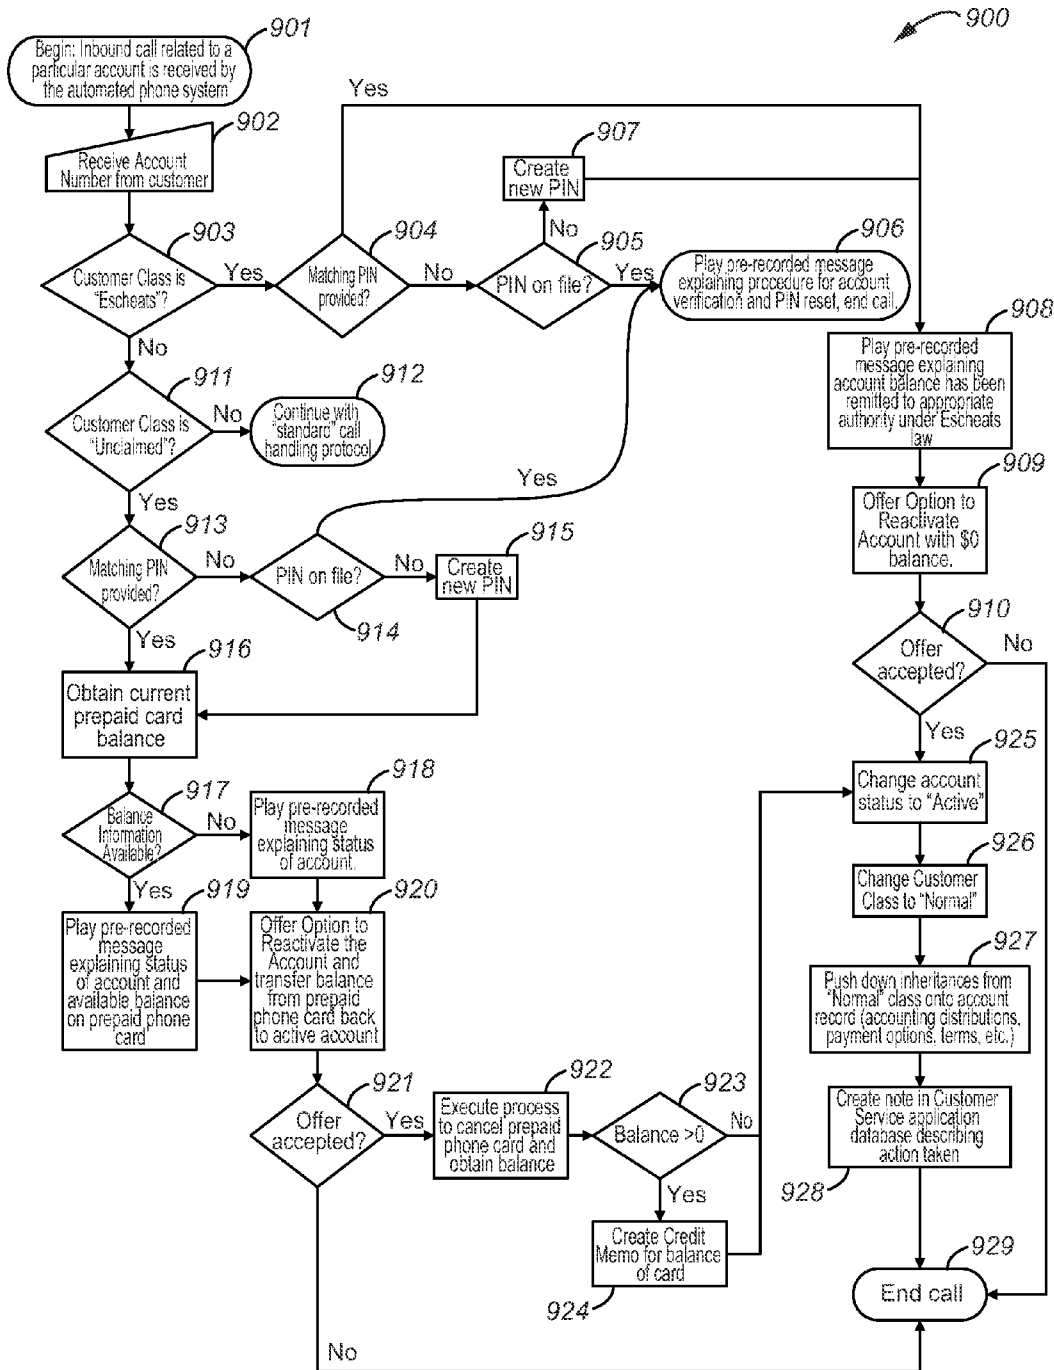 900
901
Begin: Inbound call related to a
particular account is received by
the automated phone system
902
Receive Account
Number from customer
903
Customer Class is
"Escheats"?
Yes
No
904
Matching PIN
provided?
Yes
No
905
PIN on file?
No
Yes
907
Create
new PIN
906
Play pre-recorded message
explaining procedure for account
verification and PIN reset, end call.
908
Play pre-recorded
message explaining
account balance has been
remitted to appropriate
authority under Escheats
law
909
Offer Option to
Reactivate
Account with $0
balance.
910
Offer
accepted?
No
Yes
911
Customer Class is
"Unclaimed"?
No
Yes
912
Continue with
"standard" call
handling protocol
913
Matching PIN
provided?
No
Yes
914
PIN on file?
Yes
No
915
Create
new PIN
916
Obtain current
prepaid card
balance
917
Balance
Information
Available?
No
Yes
918
Play pre-recorded
message
explaining status
of account.
919
Play pre-recorded
message
explaining status
of account and
available balance
on prepaid phone
card
920
Offer Option to
Reactivate the
Account and
transfer balance
from prepaid
phone card back
to active account
921
Offer
accepted?
Yes
No
922
Execute process
to cancel prepaid
phone card and
obtain balance
923
Balance >0
No
Yes
Create Credit
Memo for balance
of card
924
925
Change account
status to "Active"
926
Change Customer
Class to "Normal"
927
Push down inheritances from
"Normal" class onto account
record (accounting distributions,
payment options, terms, etc.)
Create note in Customer
Service application
database describing
action taken
928
929
End call